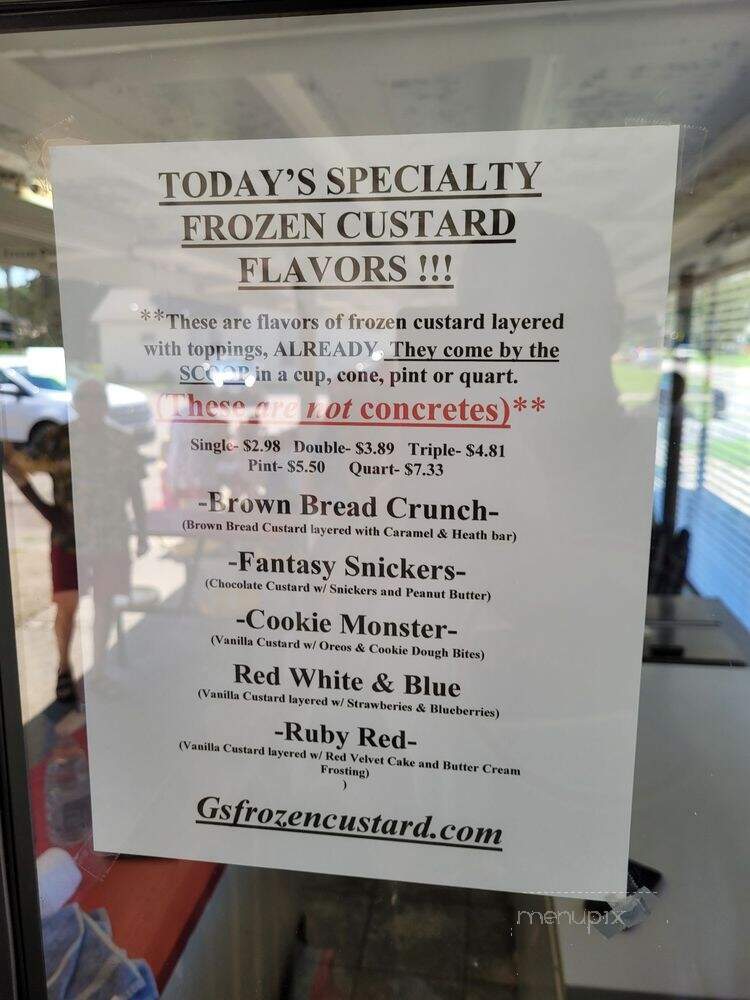 TODAY'S SPECIALTY
FROZEN CUSTARD
FLAVORS !!!
**These are flavors of frozen custard layered
with toppings, ALREADY. They come by the
SCOOP in a cup, cone, pint or quart.
(These are not concretes)**
Single- $2.98 Double- $3.89 Triple- $4.81
Pint- $5.50 Quart- $7.33
-Brown Bread Crunch-
(Brown Bread Custard layered with Caramel & Heath bar)
-Fantasy Snickers-
(Chocolate Custard w/ Snickers and Peanut Butter)
-Cookie Monster-
(Vanilla Custard w/ Oreos & Cookie Dough Bites)
Red White & Blue
(Vanilla Custard layered w/ Strawberies & Blueberries)
-Ruby Red-
(Vanilla Custard layered w/ Red Velvet Cake and Butter Cream
Frosting)
)
Gsfrozencustard.com
menupix